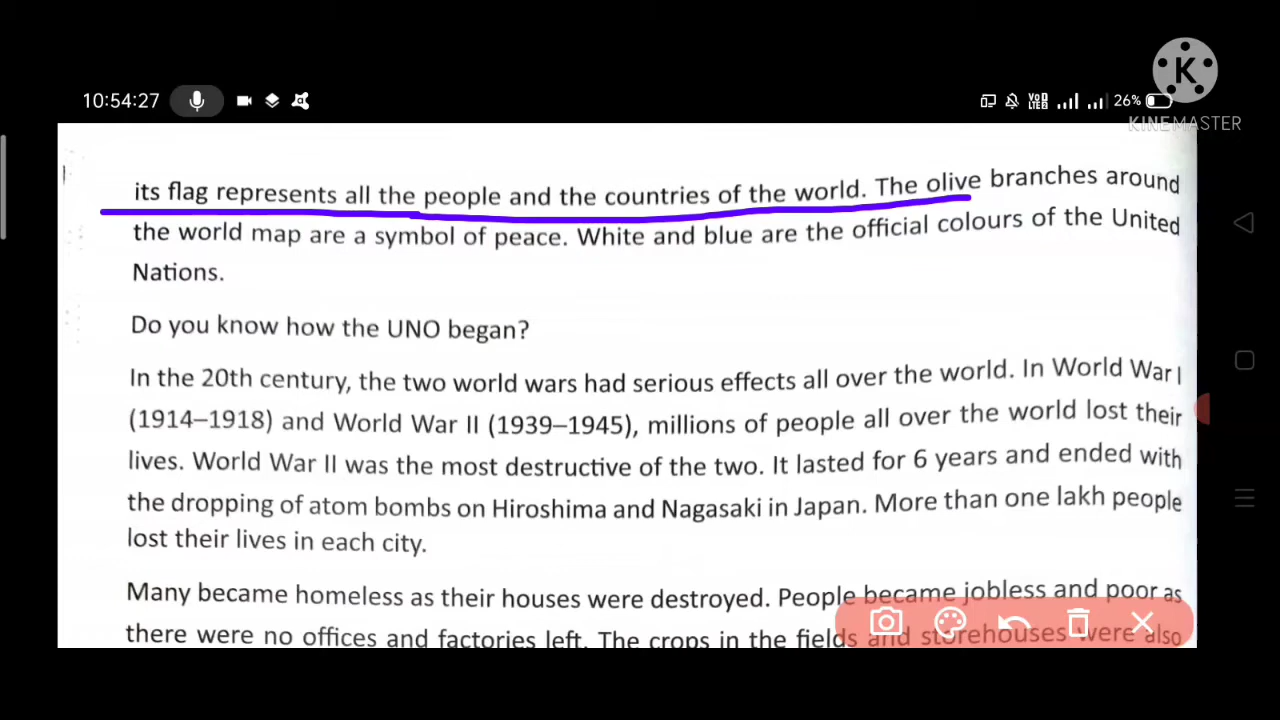 10:54:27
Vo LTE 26%
K
KINEMASTER
its flag represents all the people and the countries of the world. The olive branches around
the world map are a symbol of peace. White and blue are the official colours of the United
Nations.
Do you know how the UNO began?
In the 20th century, the two world wars had serious effects all over the world. In World War I
(1914–1918) and World War II (1939–1945), millions of people all over the world lost their
lives. World War II was the most destructive of the two. It lasted for 6 years and ended with
the dropping of atom bombs on Hiroshima and Nagasaki in Japan. More than one lakh people
lost their lives in each city.
Many became homeless as their houses were destroyed. People became jobless and poor as
there were no offices and factories left. The crops in the fields and storehouses were also